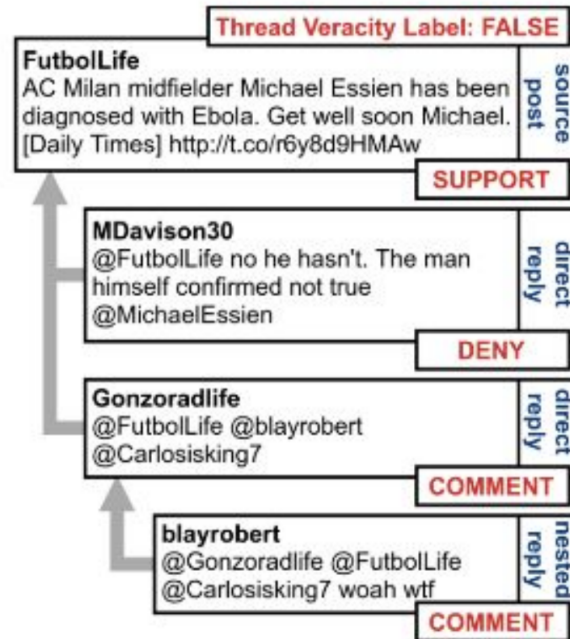 Thread Veracity Label: FALSE
FutbolLife
AC Milan midfielder Michael Essien has been
diagnosed with Ebola. Get well soon Michael.
[Daily Times] http://t.co/r6y8d9HMAw
source
post
SUPPORT
MDavison30
@FutbolLife no he hasn't. The man
himself confirmed not true
@MichaelEssien
direct
reply
DENY
Gonzoradlife
@FutbolLife @blayrobert
@Carlosisking7
direct
reply
COMMENT
blayrobert
@Gonzoradlife @FutbolLife
@Carlosisking7 woah wtf
nested
reply
COMMENT